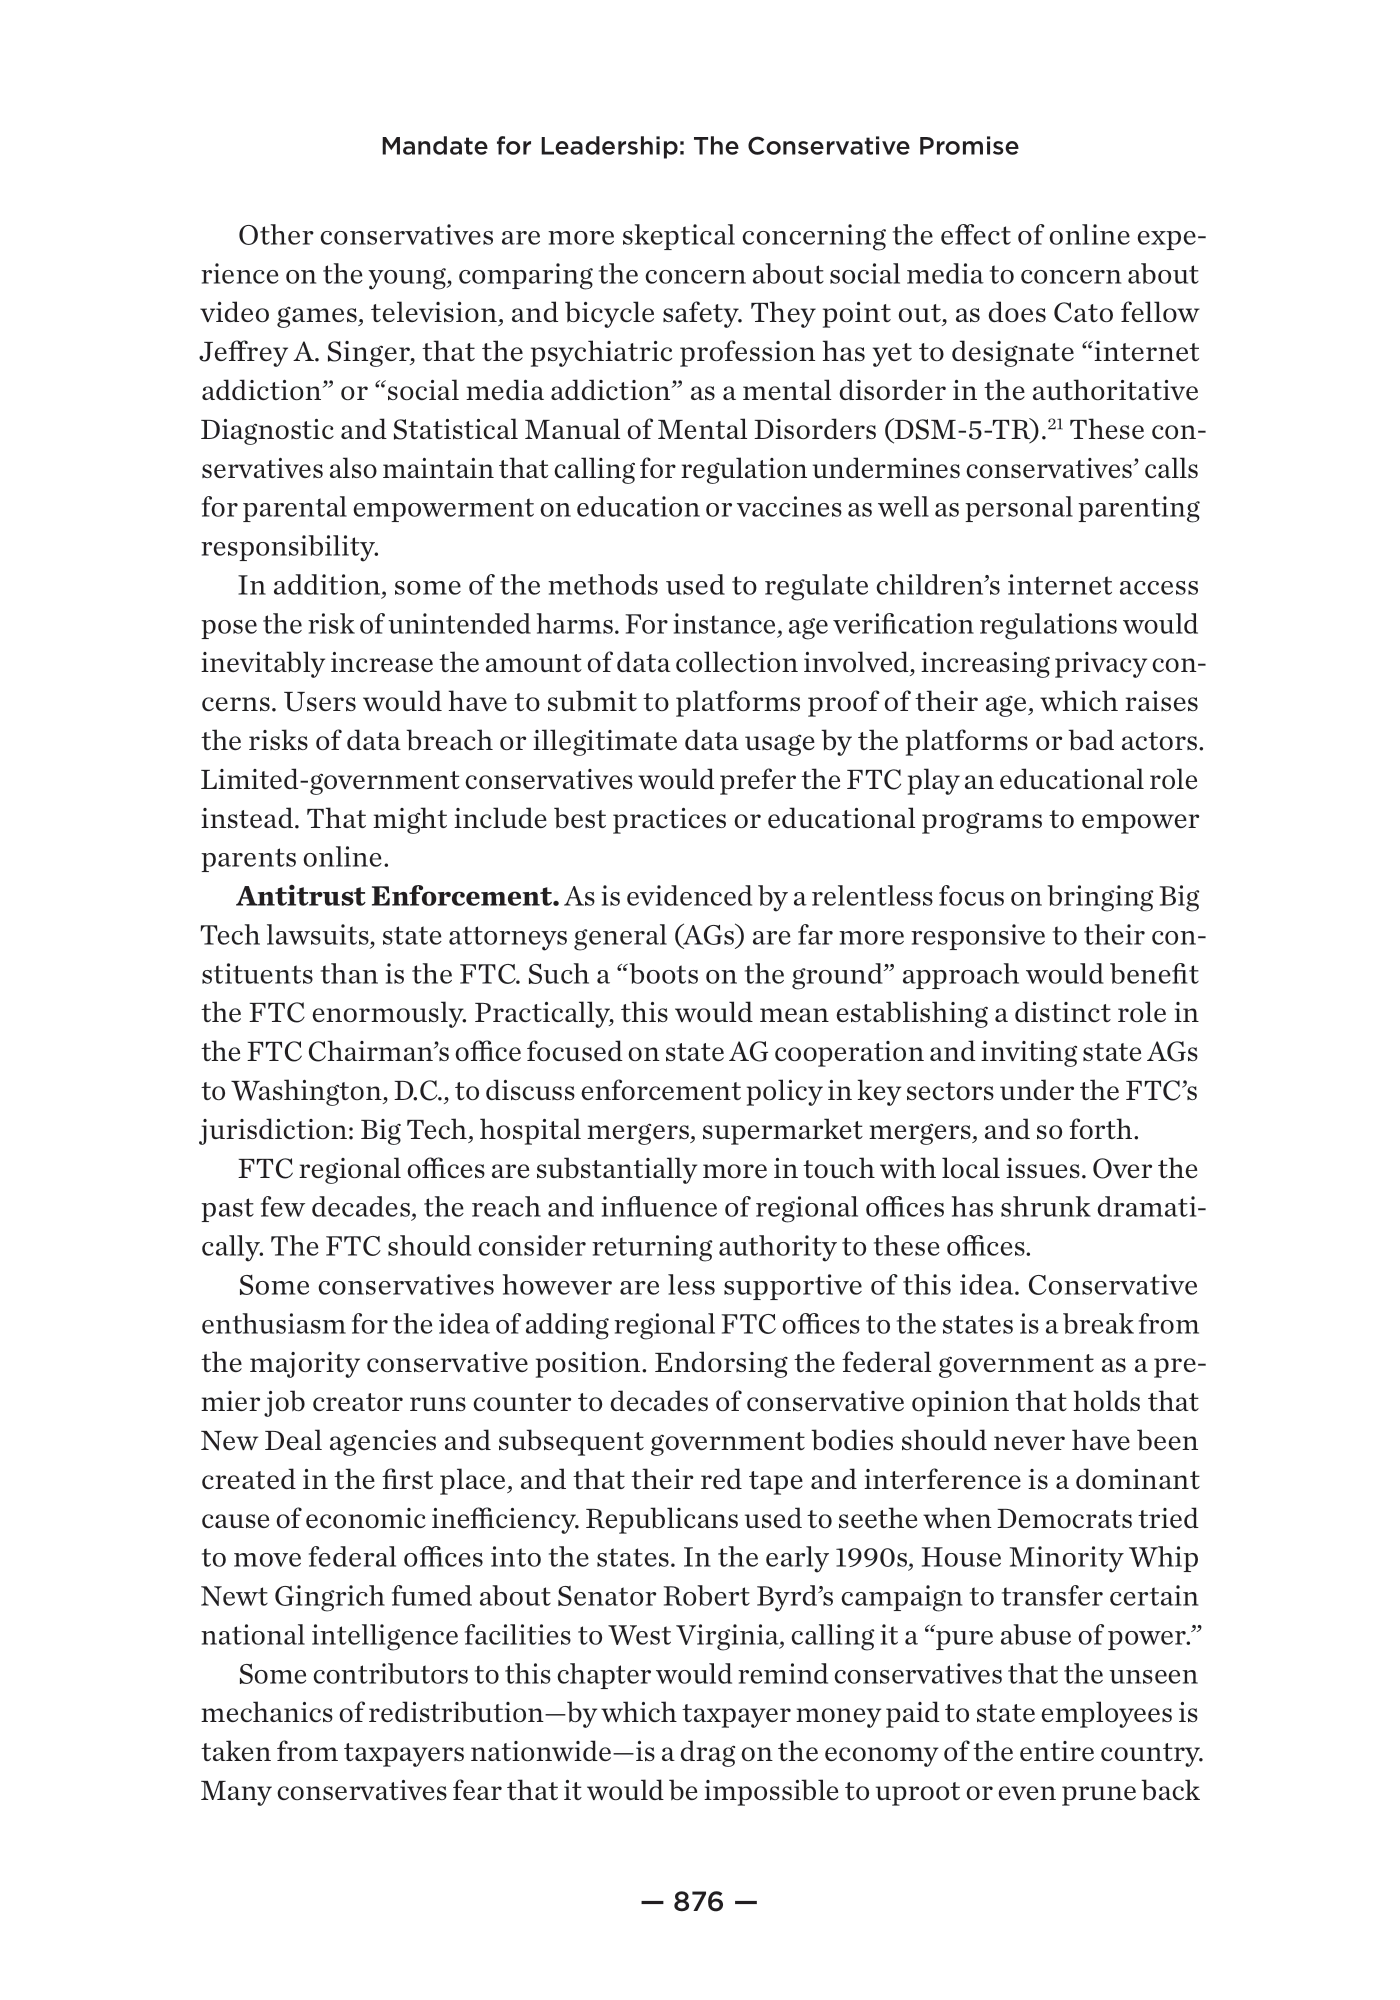 Mandate for Leadership: The Conservative Promise
Other conservatives are more skeptical concerning the effect of online expe-
rience on the young, comparing the concern about social media to concern about
video games, television, and bicycle safety. They point out, as does Cato fellow
Jeffrey A. Singer, that the psychiatric profession has yet to designate “internet
addiction” or “social media addiction” as a mental disorder in the authoritative
Diagnostic and Statistical Manual of Mental Disorders (DSM-5-TR).21 These con-
servatives also maintain that calling for regulation undermines conservatives’ calls
for parental empowerment on education or vaccines as well as personal parenting
responsibility.
In addition, some of the methods used to regulate children’s internet access
pose the risk of unintended harms. For instance, age verification regulations would
inevitably increase the amount of data collection involved, increasing privacy con-
cerns. Users would have to submit to platforms proof of their age, which raises
the risks of data breach or illegitimate data usage by the platforms or bad actors.
Limited-government conservatives would prefer the FTC play an educational role
instead. That might include best practices or educational programs to empower
parents online.
Antitrust Enforcement. As is evidenced by a relentless focus on bringing Big
Tech lawsuits, state attorneys general (AGs) are far more responsive to their con-
stituents than is the FTC. Such a “boots on the ground” approach would benefit
the FTC enormously. Practically, this would mean establishing a distinct role in
the FTC Chairman’s office focused on state AG cooperation and inviting state AGs
to Washington, D.C., to discuss enforcement policy in key sectors under the FTC’s
jurisdiction: Big Tech, hospital mergers, supermarket mergers, and so forth.
FTC regional offices are substantially more in touch with local issues. Over the
past few decades, the reach and influence of regional offices has shrunk dramati-
cally. The FTC should consider returning authority to these offices.
Some conservatives however are less supportive of this idea. Conservative
enthusiasm for the idea of adding regional FTC offices to the states is a break from
the majority conservative position. Endorsing the federal government as a pre-
mier job creator runs counter to decades of conservative opinion that holds that
New Deal agencies and subsequent government bodies should never have been
created in the first place, and that their red tape and interference is a dominant
cause of economic inefficiency. Republicans used to seethe when Democrats tried
to move federal offices into the states. In the early 1990s, House Minority Whip
Newt Gingrich fumed about Senator Robert Byrd’s campaign to transfer certain
national intelligence facilities to West Virginia, calling it a “pure abuse of power.”
Some contributors to this chapter would remind conservatives that the unseen
mechanics of redistribution—by which taxpayer money paid to state employees is
taken from taxpayers nationwide—is a drag on the economy of the entire country.
Many conservatives fear that it would be impossible to uproot or even prune back
— 876 —